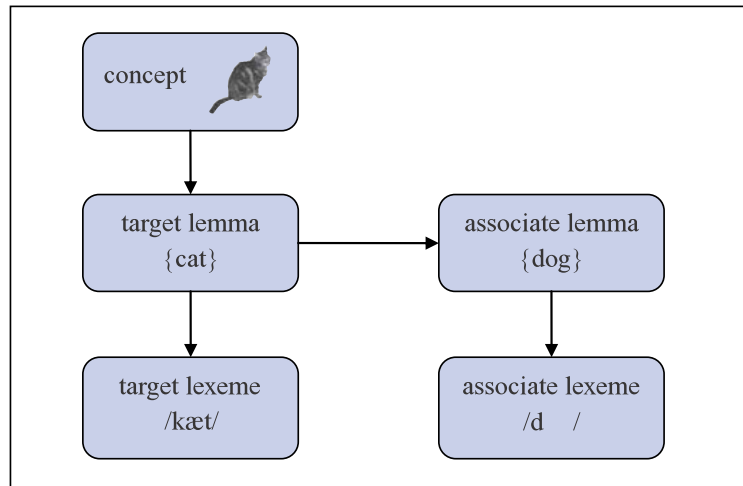 concept
target lemma
{cat}
associate lemma
{dog}
target lexeme
/kæt/
associate lexeme
/d /